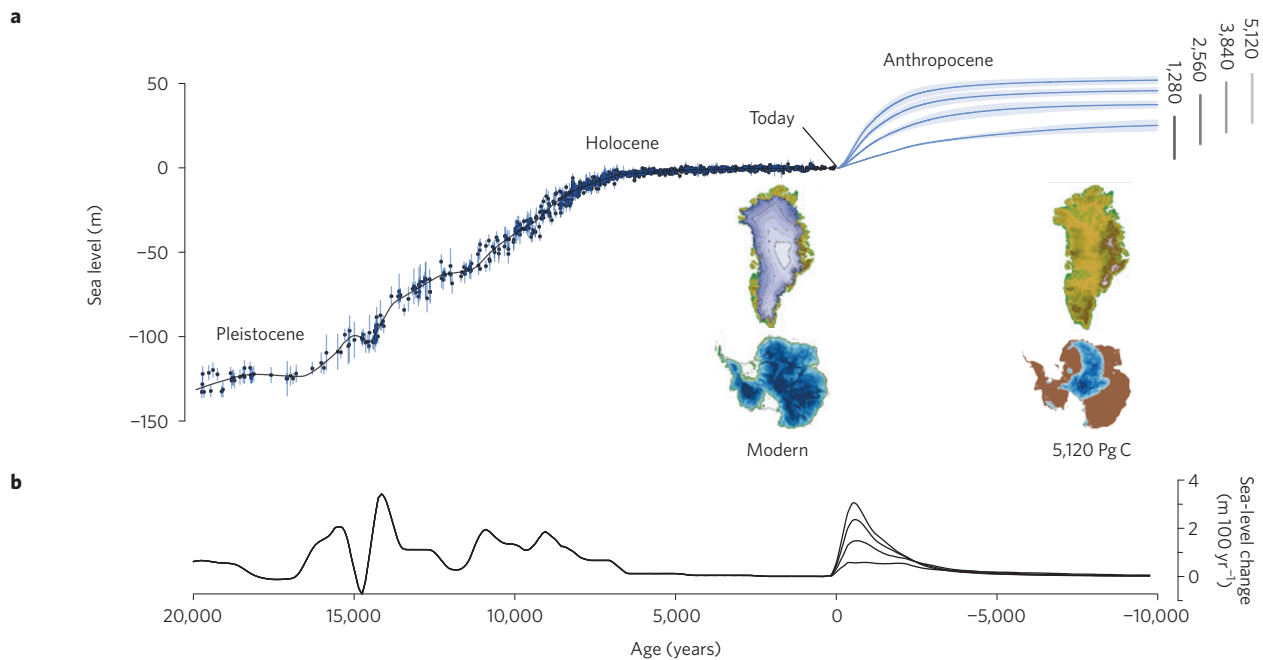 a
50
0
−50
−100
−150
Sea level (m)
Pleistocene
Holocene
Today
Anthropocene
1,280
2,560
3,840
5,120
Modern
5,120 Pg C
b
4
2
0
Sea-level change
(m 100 yr⁻¹)
20,000
15,000
10,000
5,000
0
−5,000
−10,000
Age (years)